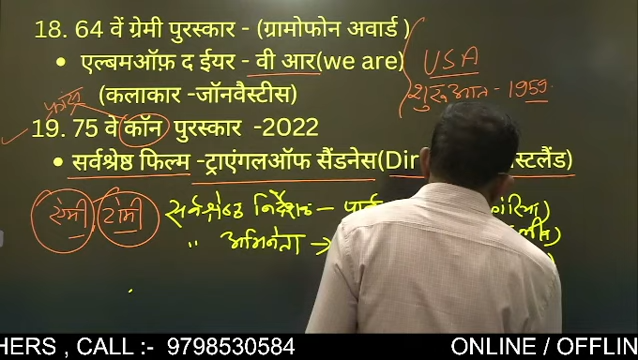 18. 64 वें ग्रेमी पुरस्कार - (ग्रामोफोन अवार्ड )
• एल्बमऑफ़ द ईयर - वी आर(we are)
(कलाकार -जॉनवैस्टीस)
USA
शुरुआत - 1959
फ्रांस
19. 75 वें कॉन पुरस्कार -2022
• सर्वश्रेष्ठ फिल्म -ट्राएंगलऑफ सैंडनेस(Dir
सर्वश्रेष्ठ निर्देशक -
" अभिनेता →
HERS , CALL :- 9798530584 ONLINE / OFFLIN